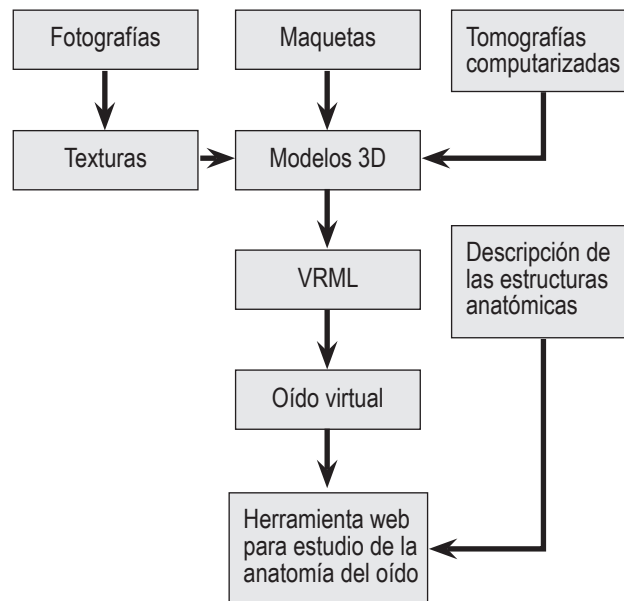 Fotografías
Maquetas
Tomografías
computarizadas
Texturas
Modelos 3D
VRML
Descripción de
las estructuras
anatómicas
Oído virtual
Herramienta web
para estudio de la
anatomía del oído